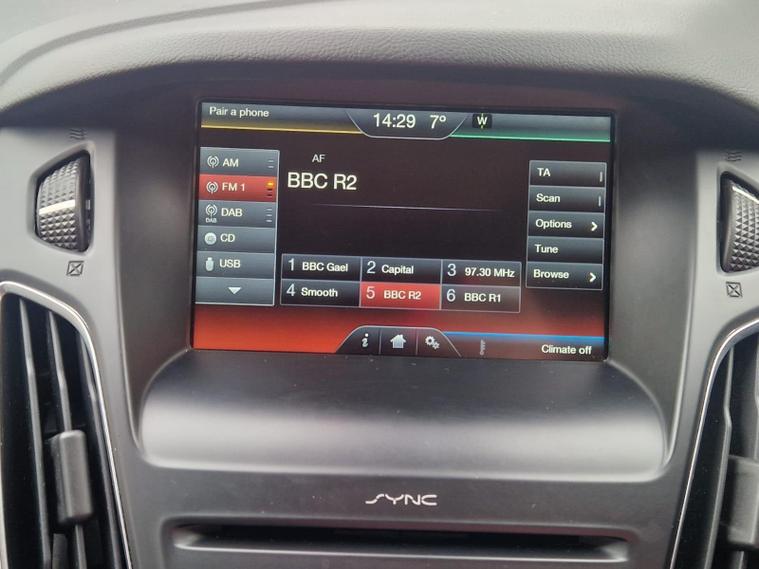 Pair a phone
14:29 7° W
AM
FM 1
DAB
DAB
CD
USB
AF
BBC R2
TA
Scan
Options
Tune
Browse
1 BBC Gael 2 Capital 3 97.30 MHz
4 Smooth 5 BBC R2 6 BBC R1
i
Climate off
SYNC